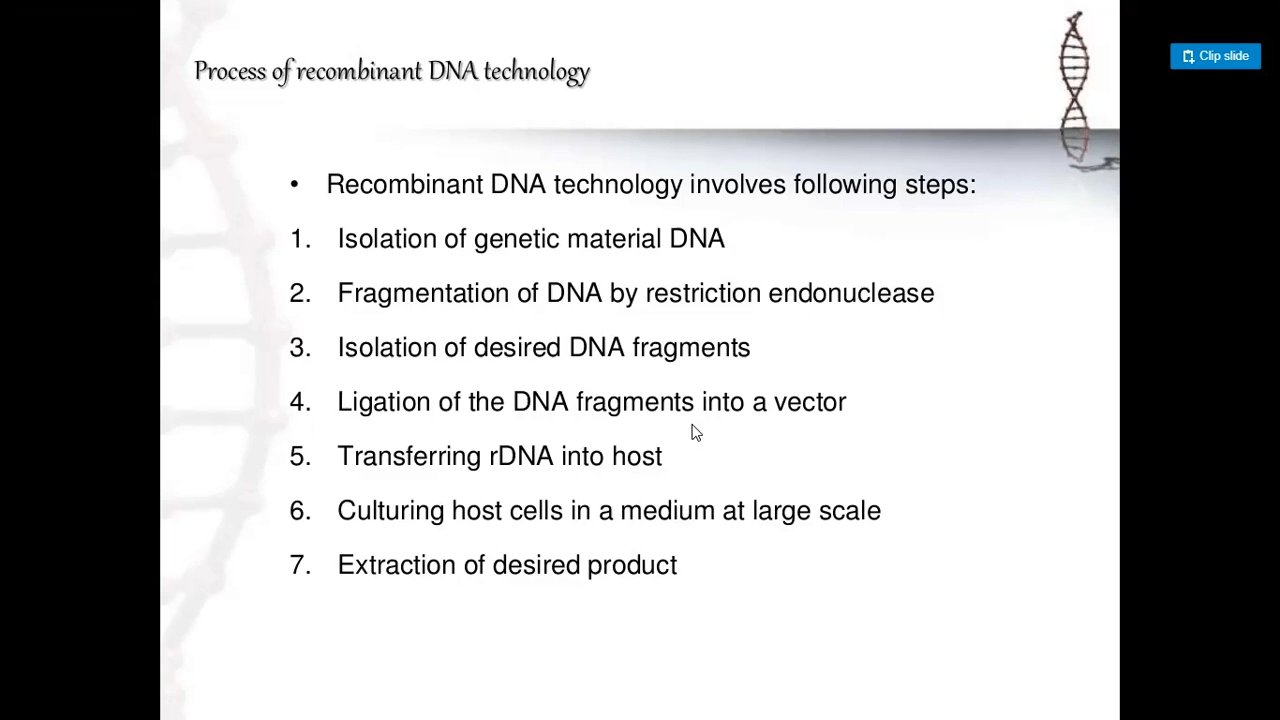 Process of recombinant DNA technology
Clip slide
• Recombinant DNA technology involves following steps:
1. Isolation of genetic material DNA
2. Fragmentation of DNA by restriction endonuclease
3. Isolation of desired DNA fragments
4. Ligation of the DNA fragments into a vector
5. Transferring rDNA into host
6. Culturing host cells in a medium at large scale
7. Extraction of desired product